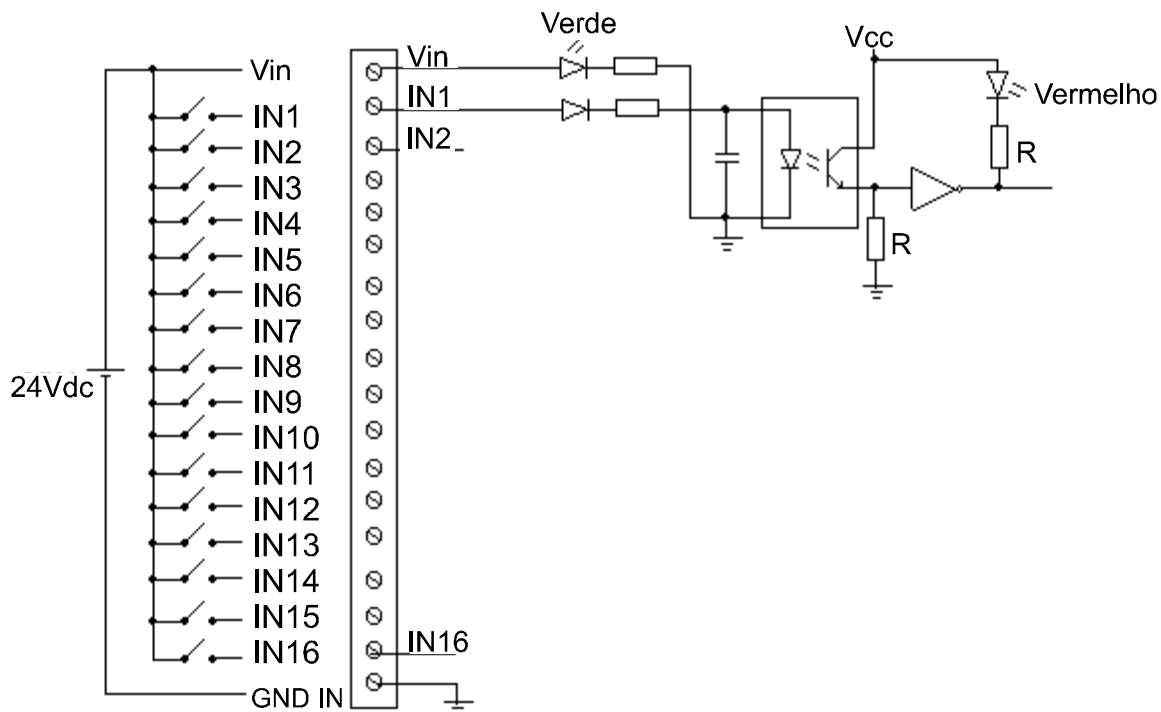 Verde
Vcc
Vin
Vin
IN1
IN1
Vermelho
IN2
IN2
R
IN3
IN4
IN5
R
IN6
IN7
IN8
24Vdc
IN9
IN10
IN11
IN12
IN13
IN14
IN15
IN16
IN16
GND IN